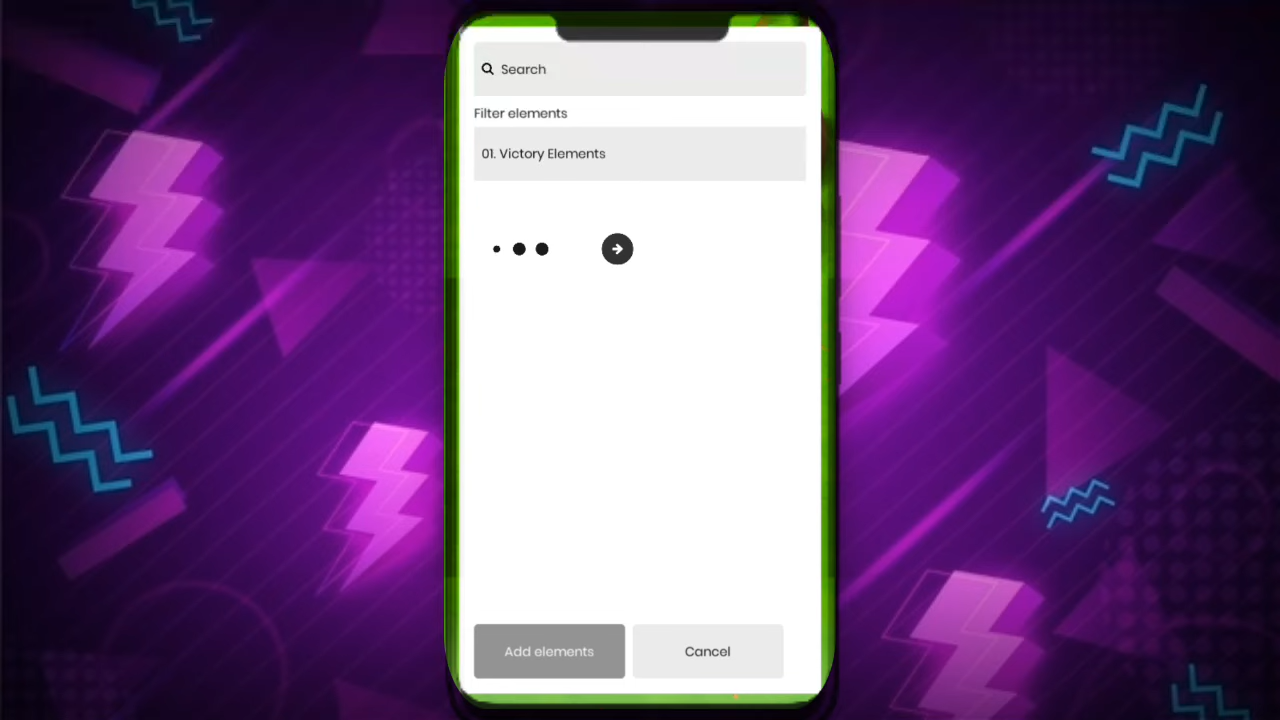 Search
Filter elements
01. Victory Elements
Add elements
Cancel